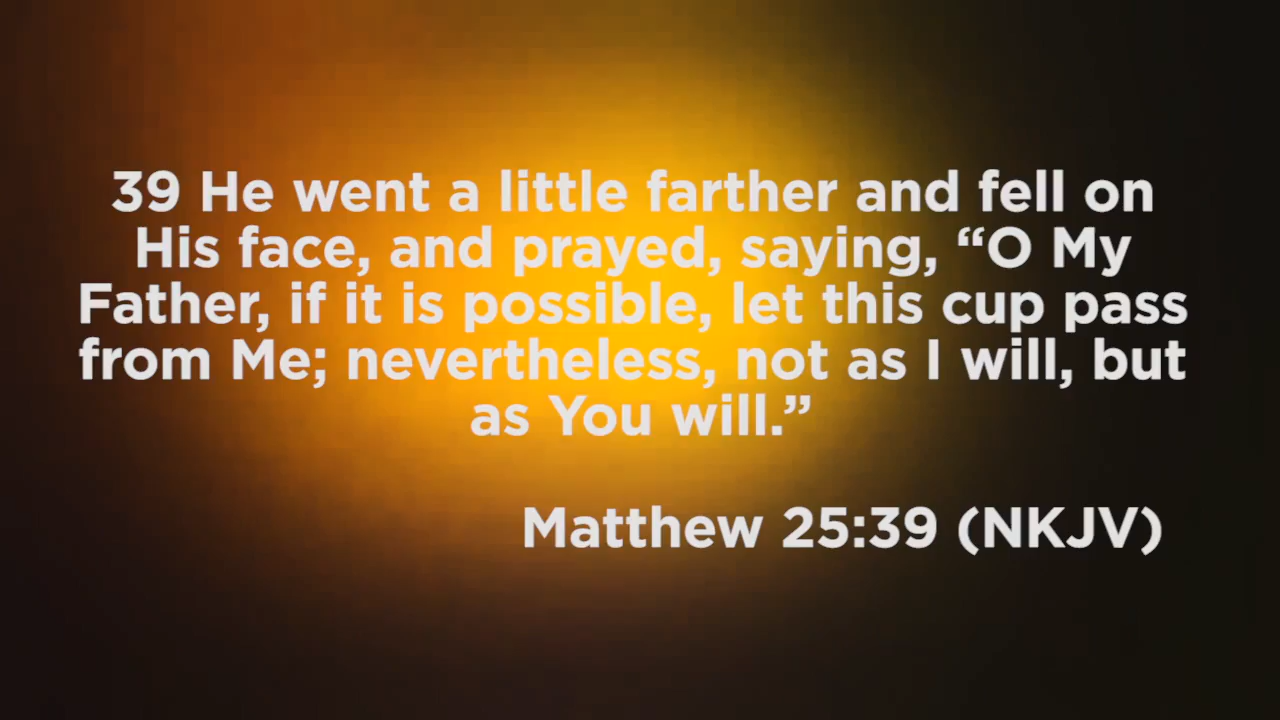 39 He went a little farther and fell on
His face, and prayed, saying, “O My
Father, if it is possible, let this cup pass
from Me; nevertheless, not as I will, but
as You will.”
Matthew 25:39 (NKJV)